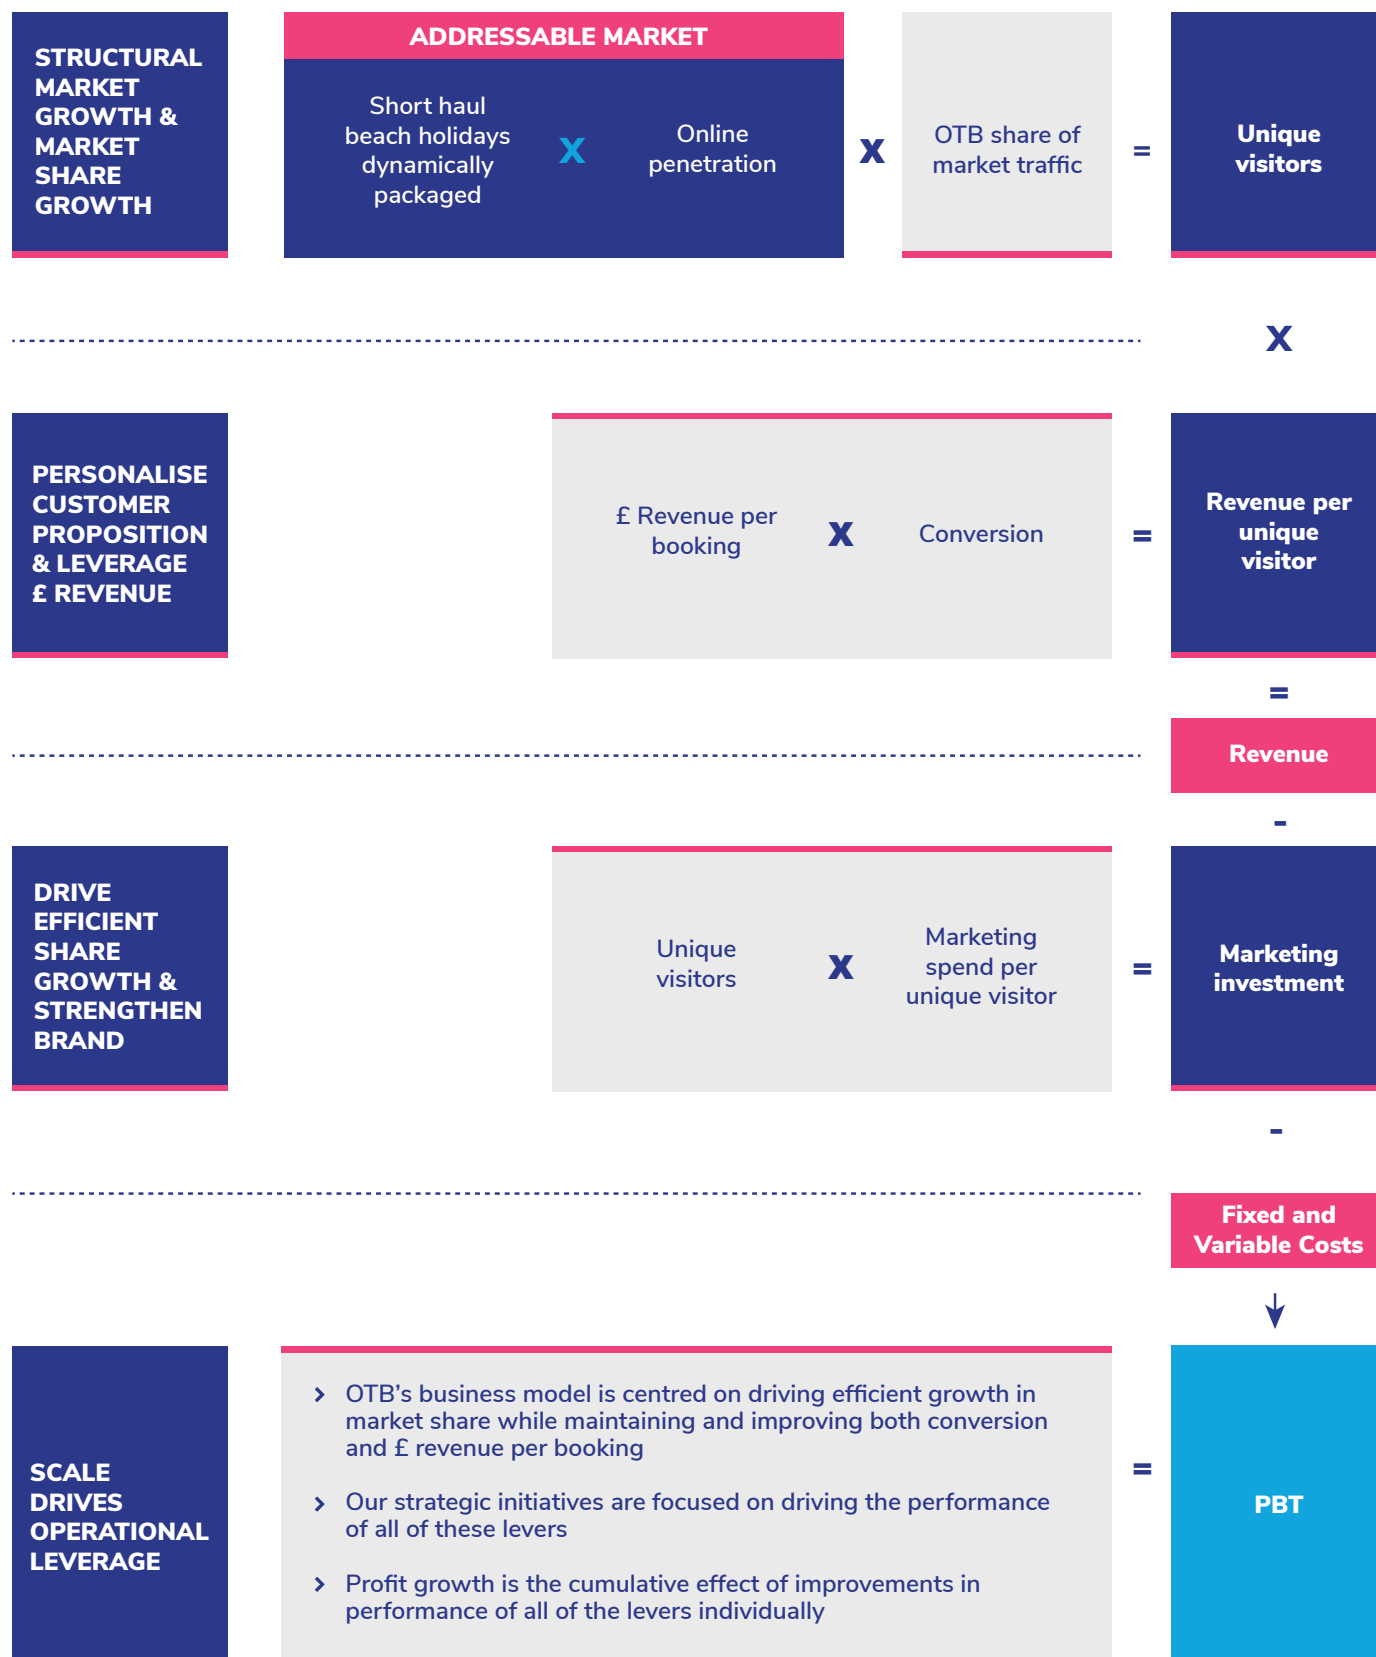 STRUCTURAL
MARKET
GROWTH &
MARKET
SHARE
GROWTH
ADDRESSABLE MARKET
Short haul
beach holidays
dynamically
packaged
X
Online
penetration
X
OTB share of
market traffic
=
Unique
visitors
X
PERSONALISE
CUSTOMER
PROPOSITION
& LEVERAGE
£ REVENUE
£ Revenue per
booking
X
Conversion
=
Revenue per
unique
visitor
=
Revenue
-
DRIVE
EFFICIENT
SHARE
GROWTH &
STRENGTHEN
BRAND
Unique
visitors
X
Marketing
spend per
unique visitor
=
Marketing
investment
-
Fixed and
Variable Costs
SCALE
DRIVES
OPERATIONAL
LEVERAGE
OTB’s business model is centred on driving efficient growth in
market share while maintaining and improving both conversion
and £ revenue per booking
Our strategic initiatives are focused on driving the performance
of all of these levers
Profit growth is the cumulative effect of improvements in
performance of all of the levers individually
=
PBT